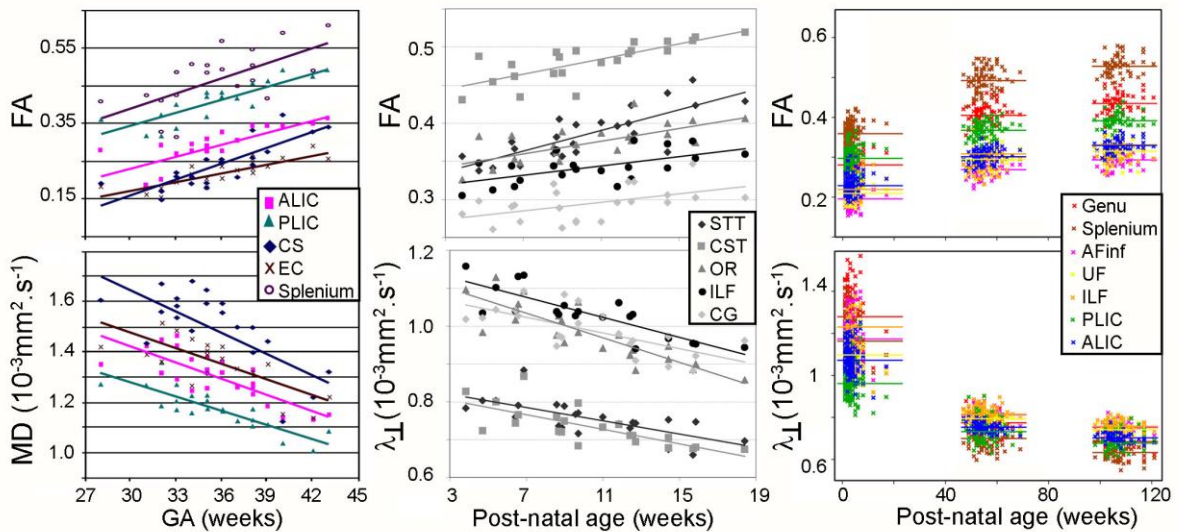 FA
0.55
0.35
0.15
ALIC
PLIC
CS
EC
Splenium
MD (10⁻³mm².s⁻¹)
1.6
1.4
1.2
1.0
27
30
33
36
39
42
45
GA (weeks)
FA
0.5
0.4
0.3
STT
CST
OR
ILF
CG
λ⊥ (10⁻³mm².s⁻¹)
1.2
1.0
0.8
0.6
3
7
11
15
19
Post-natal age (weeks)
FA
0.6
0.4
0.2
Genu
Splenium
AFinf
UF
ILF
PLIC
ALIC
λ⊥ (10⁻³mm².s⁻¹)
1.4
1
0.6
0
40
80
120
Post-natal age (weeks)